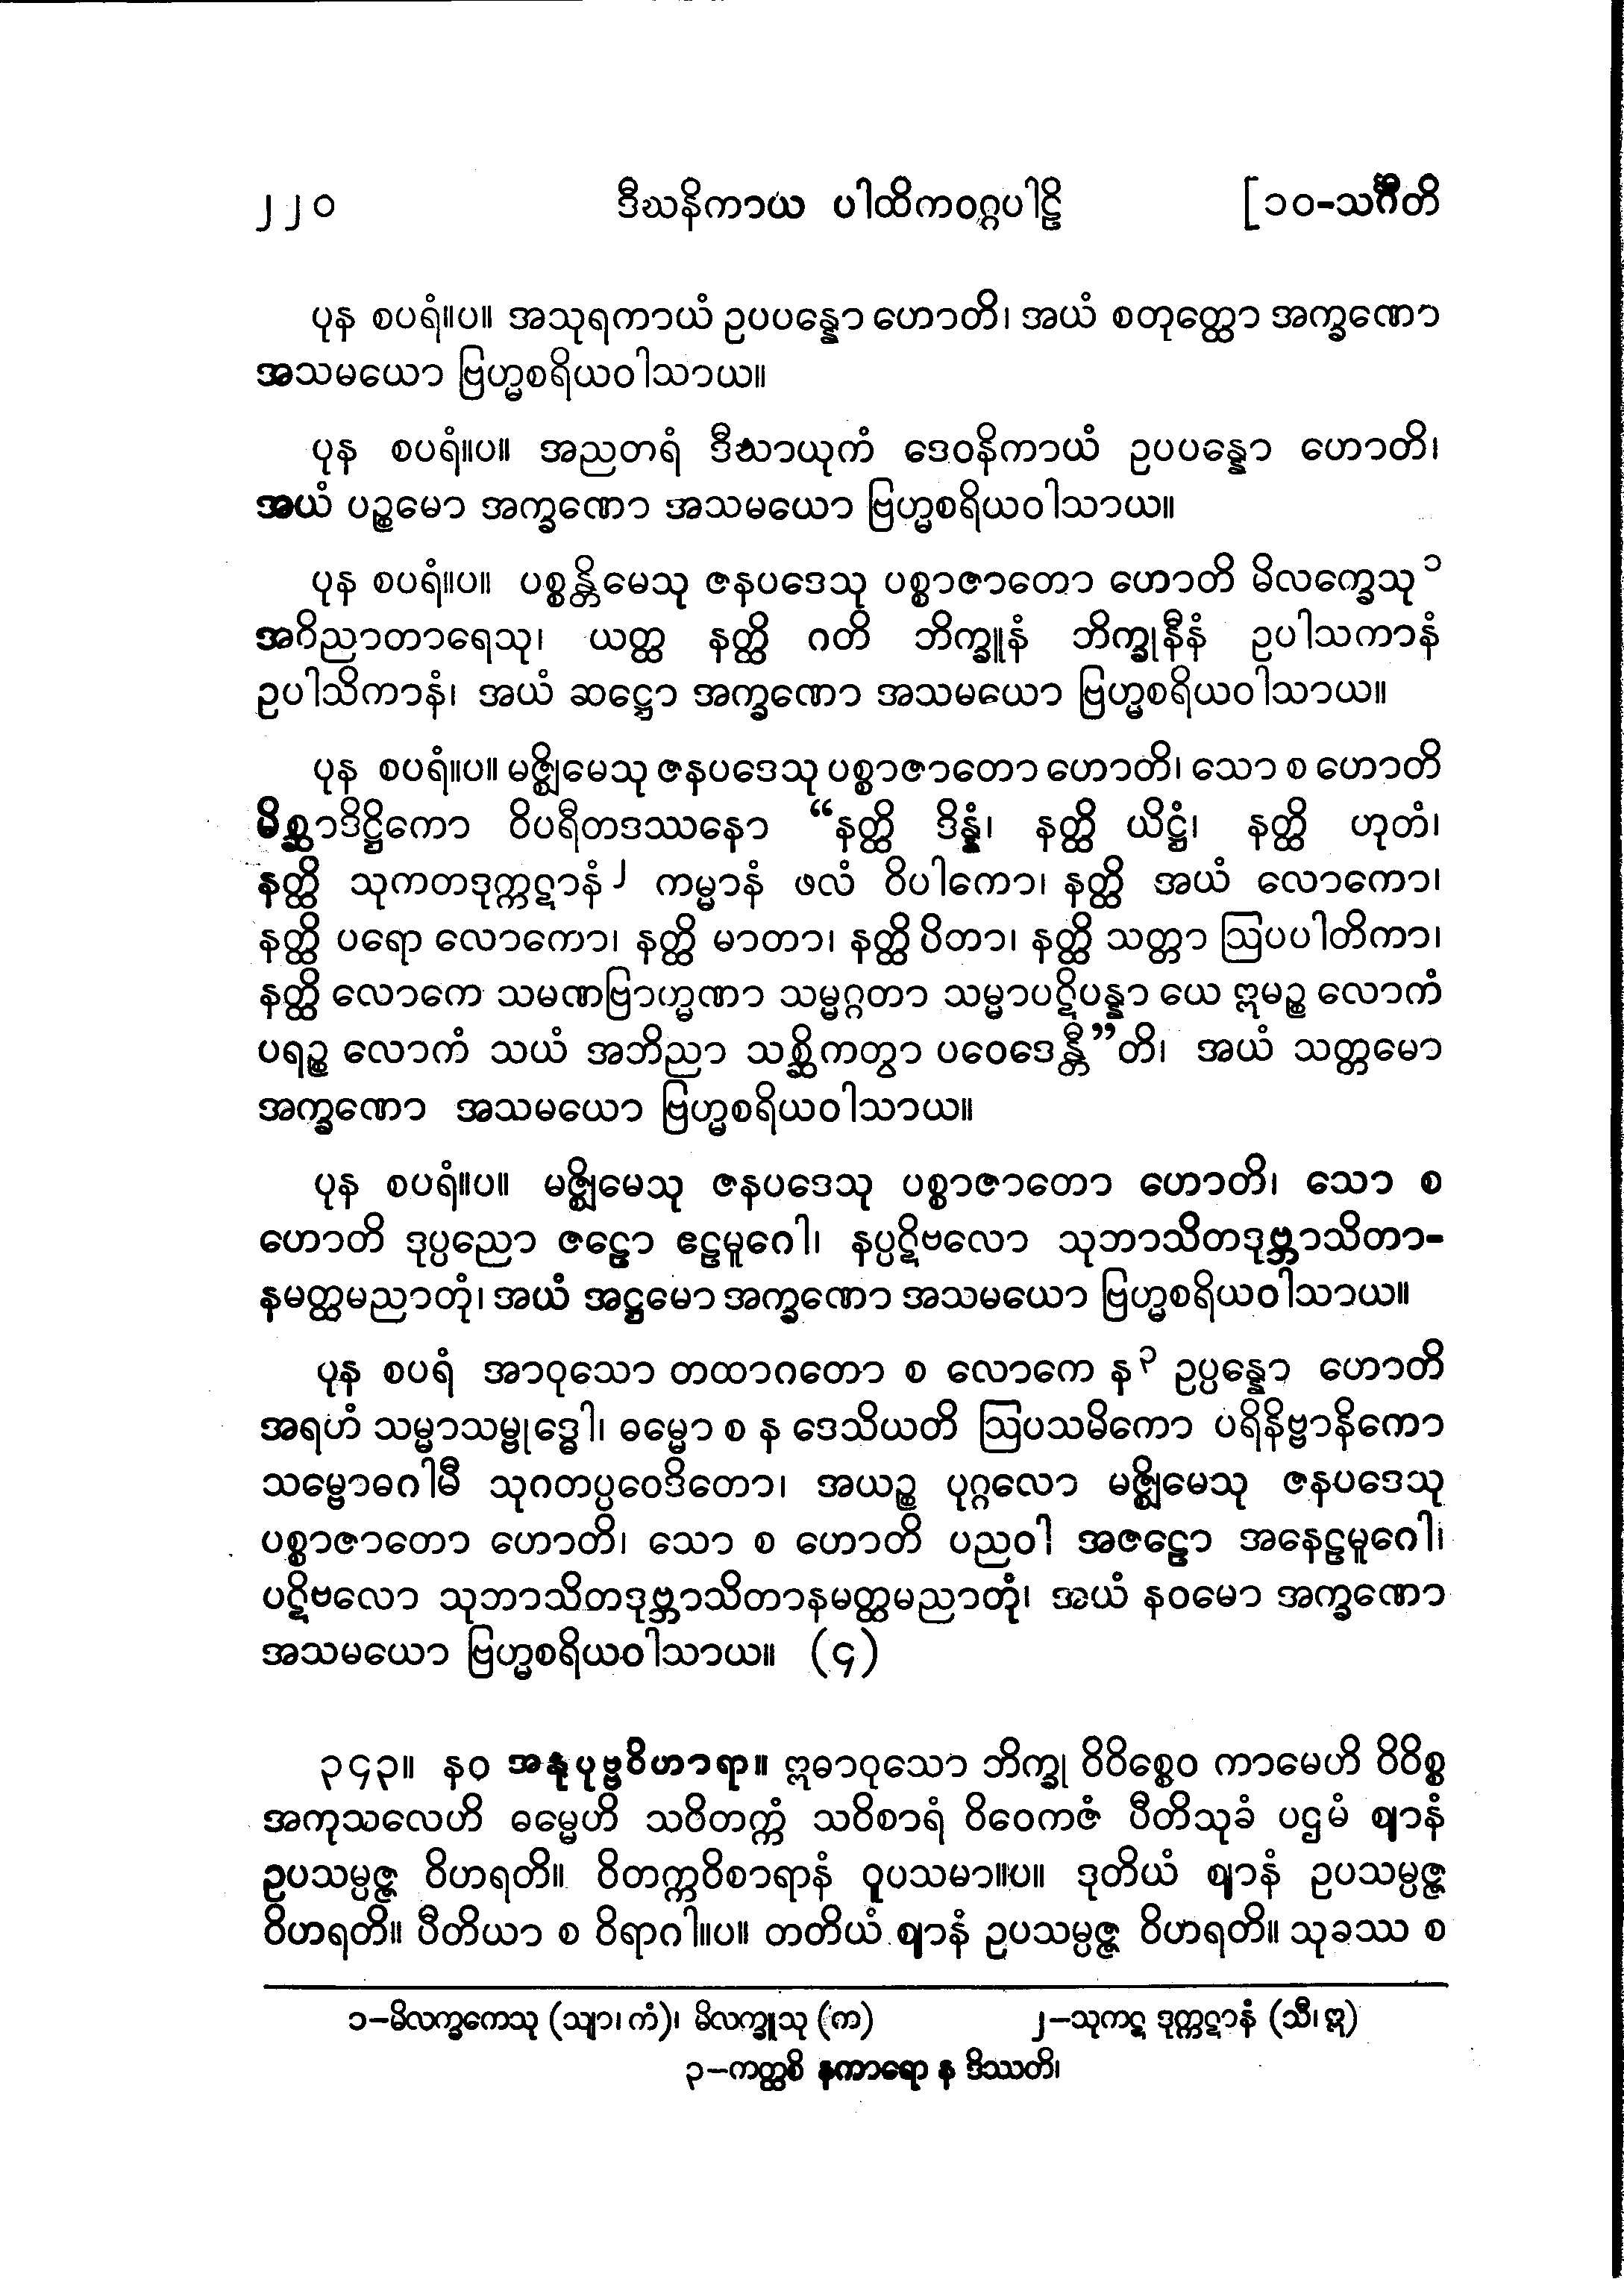 ၂၂၀ ဒီဃနိကာယ ပါထိကဝဂ္ဂပါဠိ [၁၀-သင်္ဂီတိ
ပုန စပရံ။ပ။ အသုရကာယံ ဥပပန္နော ဟောတိ၊ အယံ စတုတ္ထော အက္ခဏော
အသမယော ဗြဟ္မစရိယဝါသာယ။
ပုန စပရံ။ပ။ အညတရံ ဒီဃာယုကံ ဒေဝနိကာယံ ဥပပန္နော ဟောတိ၊
အယံ ပဉ္စမော အက္ခဏော အသမယော ဗြဟ္မစရိယဝါသာယ။
ပုန စပရံ။ပ။ ပစ္စန္တိမေသု ဇနပဒေသု ပစ္စာဇာတော ဟောတိ မိလက္ခေသု၁
အဝိညာတာရေသု၊ ယတ္ထ နတ္ထိ ဂတိ ဘိက္ခူနံ ဘိက္ခုနီနံ ဥပါသကာနံ
ဥပါသိကာနံ၊ အယံ ဆဋ္ဌော အက္ခဏော အသမယော ဗြဟ္မစရိယဝါသာယ။
ပုန စပရံ။ပ။ မဇ္ဈိမေသု ဇနပဒေသု ပစ္စာဇာတော ဟောတိ၊ သော စ ဟောတိ
မိစ္ဆာဒိဋ္ဌိကော ဝိပရီတဒဿနော “နတ္ထိ ဒိန္နံ၊ နတ္ထိ ယိဋ္ဌံ၊ နတ္ထိ ဟုတံ၊
နတ္ထိ သုကတဒုက္ကဋာနံ၂ ကမ္မာနံ ဖလံ ဝိပါကော၊ နတ္ထိ အယံ လောကော၊
နတ္ထိ ပရော လောကော၊ နတ္ထိ မာတာ၊ နတ္ထိ ပိတာ၊ နတ္ထိ သတ္တာ ဩပပါတိကာ၊
နတ္ထိ လောကေ သမဏဗြာဟ္မဏာ သမ္မဂ္ဂတာ သမ္မာပဋိပန္နာ ယေ ဣမဉ္စ လောကံ
ပရဉ္စ လောကံ သယံ အဘိညာ သစ္ဆိကတွာ ပဝေဒေန္တီ”တိ၊ အယံ သတ္တမော
အက္ခဏော အသမယော ဗြဟ္မစရိယဝါသာယ။
ပုန စပရံ။ပ။ မဇ္ဈိမေသု ဇနပဒေသု ပစ္စာဇာတော ဟောတိ၊ သော စ
ဟောတိ ဒုပ္ပညော ဇဠော ဧဠမူဂေါ၊ နပ္ပဋိဗလော သုဘာသိတဒုဗ္ဘာသိတာ-
နမတ္ထမညာတုံ၊ အယံ အဋ္ဌမော အက္ခဏော အသမယော ဗြဟ္မစရိယဝါသာယ။
ပုန စပရံ အာဝုသော တထာဂတော စ လောကေ န၃ ဥပ္ပန္နော ဟောတိ
အရဟံ သမ္မာသမ္ဗုဒ္ဓေါ၊ ဓမ္မော စ န ဒေသိယတိ ဩပသမိကော ပရိနိဗ္ဗာနိကော
သမ္ဗောဓဂါမီ သုဂတပ္ပဝေဒိတော၊ အယဉ္စ ပုဂ္ဂလော မဇ္ဈိမေသု ဇနပဒေသု
ပစ္စာဇာတော ဟောတိ၊ သော စ ဟောတိ ပညဝါ အဇဠော အနေဠမူဂေါ၊
ပဋိဗလော သုဘာသိတဒုဗ္ဘာသိတာနမတ္ထမညာတုံ၊ အယံ နဝမော အက္ခဏော
အသမယော ဗြဟ္မစရိယဝါသာယ။ (၄)
၃၄၃။ နဝ အနုပုဗ္ဗဝိဟာရာ။ ဣဓာဝုသော ဘိက္ခု ဝိဝိစ္စေဝ ကာမေဟိ ဝိဝိစ္စ
အကုသလေဟိ ဓမ္မေဟိ သဝိတက္ကံ သဝိစာရံ ဝိဝေကဇံ ပီတိသုခံ ပဌမံ ဈာနံ
ဥပသမ္ပဇ္ဇ ဝိဟရတိ။ ဝိတက္ကဝိစာရာနံ ဝူပသမာ။ပ။ ဒုတိယံ ဈာနံ ဥပသမ္ပဇ္ဇ
ဝိဟရတိ။ ပီတိယာ စ ဝိရာဂါ။ပ။ တတိယံ ဈာနံ ဥပသမ္ပဇ္ဇ ဝိဟရတိ။ သုခဿ စ
၁-မိလက္ခကေသု (သျာ၊ ကံ)၊ မိလက္ခူသု (က) ၂-သုကဋ ဒုက္ကဋာနံ (သီ၊ ဣ)
၃-ကတ္ထစိ နကာရော န ဒိဿတိ၊